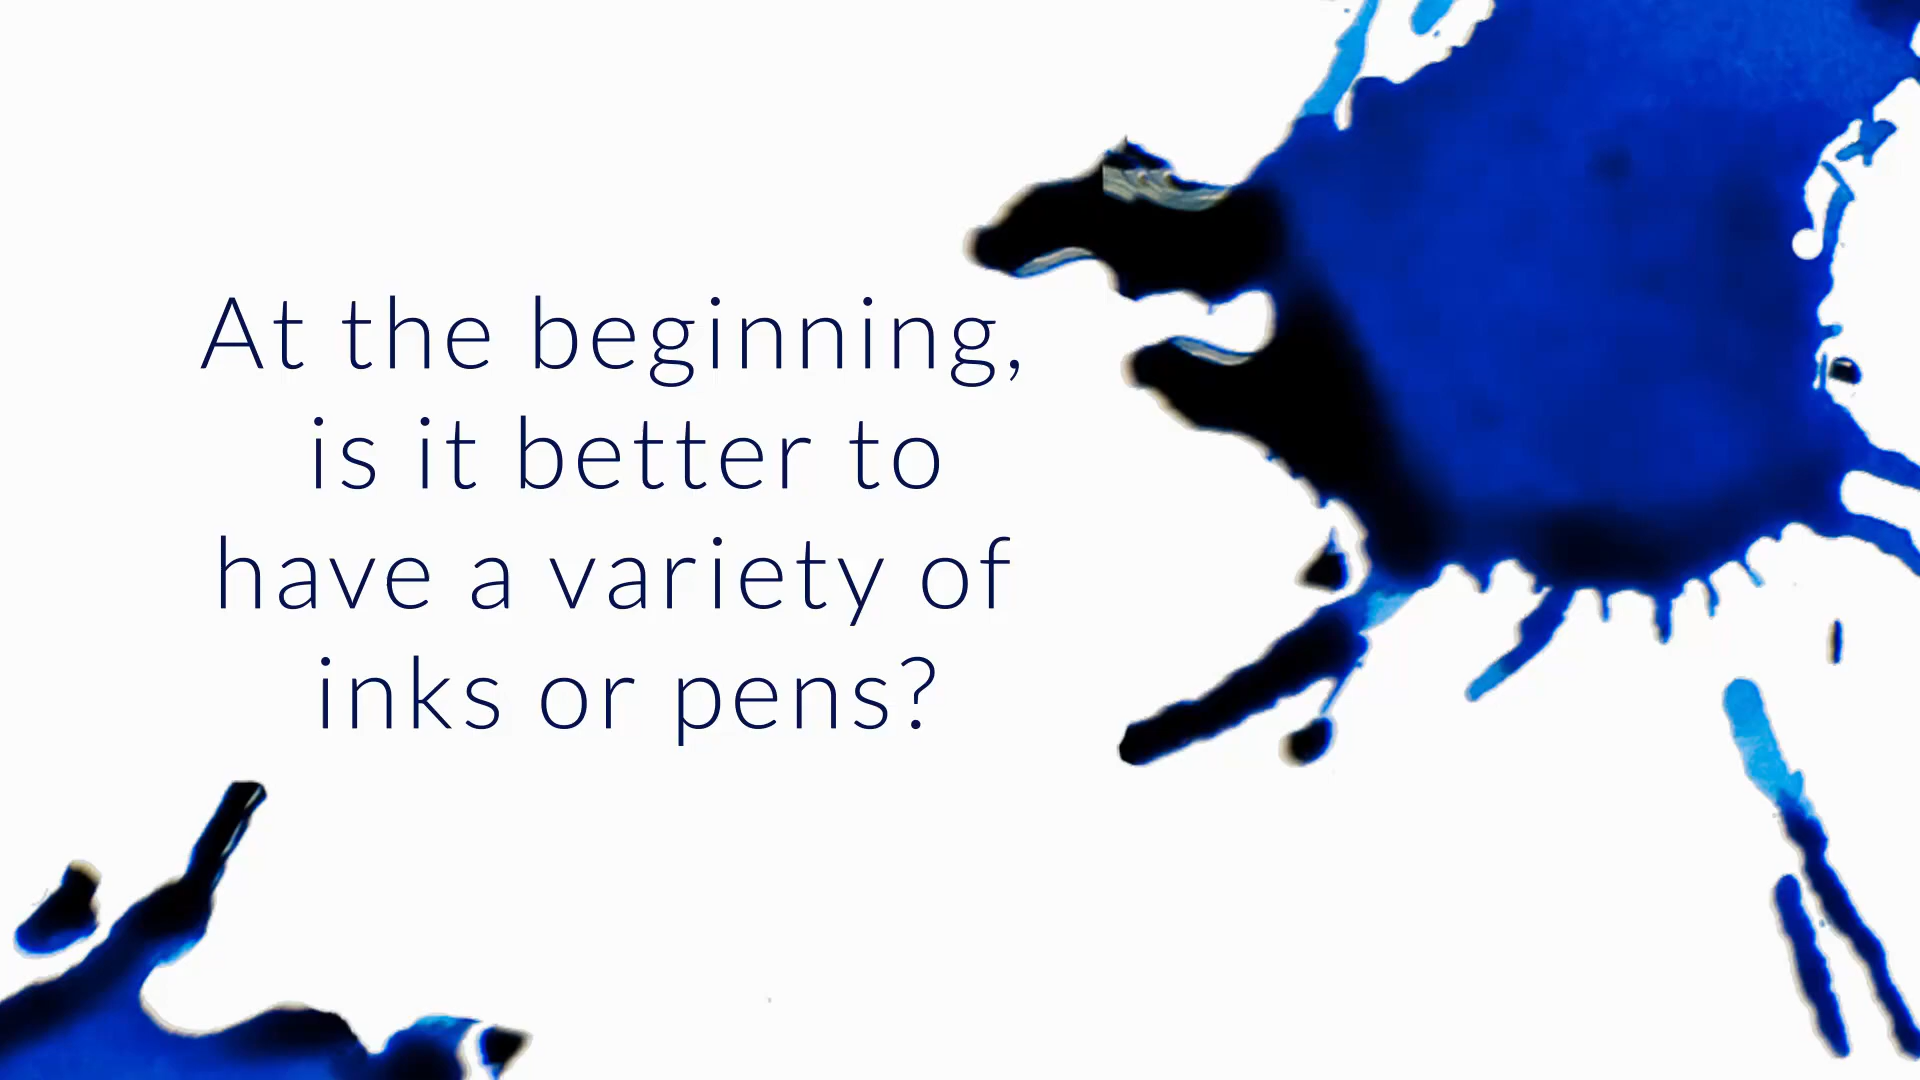 At the beginning,
is it better to
have a variety of
inks or pens?